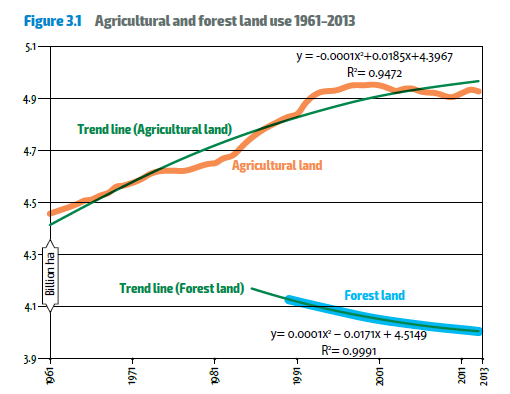 Figure 3.1 Agricultural and forest land use 1961–2013
5.1
y = -0.0001x²+0.0185x+4.3967
R²= 0.9472
4.9
Trend line (Agricultural land)
4.7
Agricultural land
4.5
4.3
Billion ha
Trend line (Forest land)
Forest land
4.1
y= 0.0001x² – 0.0171x + 4.5149
R²= 0.9991
3.9
1961
1971
1981
1991
2001
2011
2013